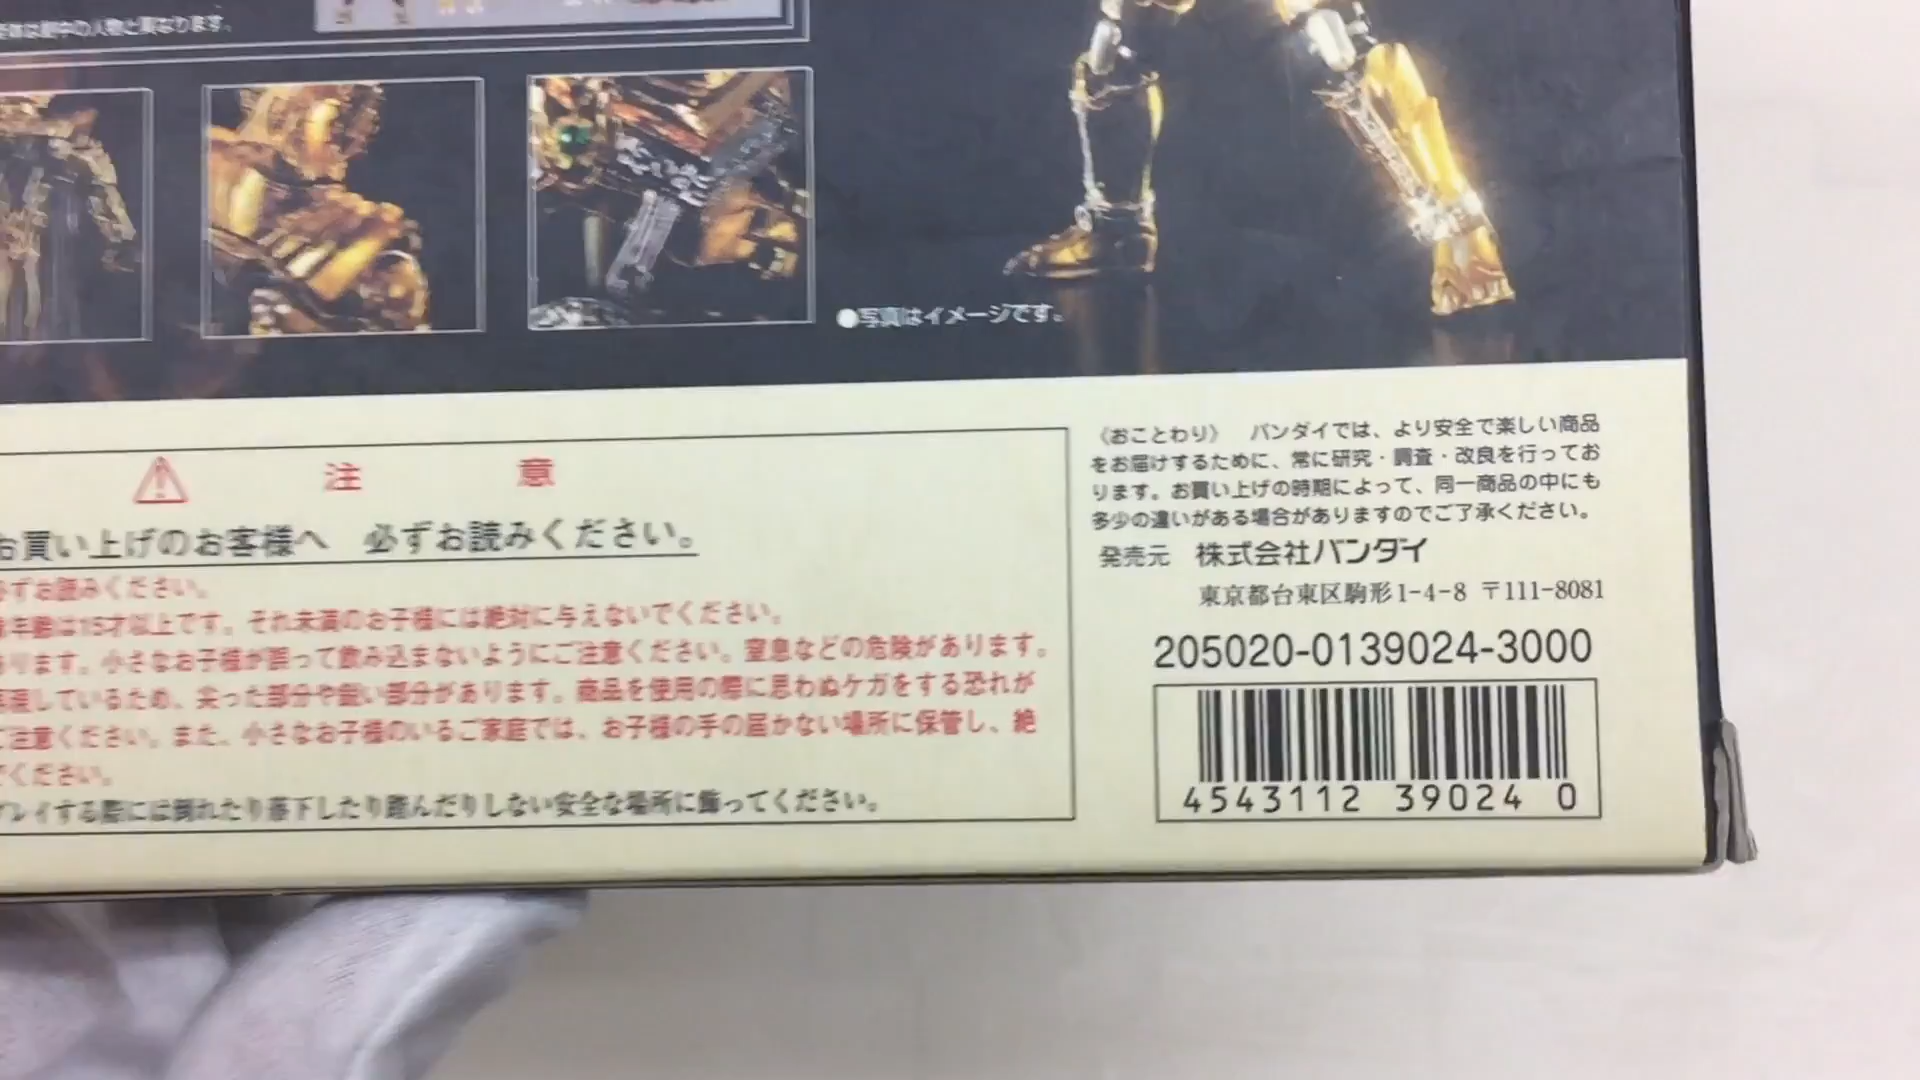 は劇中の人物と異なります。
●写真はイメージです。
注 意
お買い上げのお客様へ 必ずお読みください。
必ずお読みください。
年齢は15才以上です。それ未満のお子様には絶対に与えないでください。
あります。小さなお子様が誤って飲み込まないようにご注意ください。窒息などの危険があります。
再現しているため、尖った部分や鋭い部分があります。商品を使用の際に思わぬケガをする恐れが
ご注意ください。また、小さなお子様のいるご家庭では、お子様の手の届かない場所に保管し、絶
でください。
プレイする際には倒れたり落下したり踏んだりしない安全な場所に飾ってください。
〈おことわり〉 バンダイでは、より安全で楽しい商品
をお届けするために、常に研究・調査・改良を行ってお
ります。お買い上げの時期によって、同一商品の中にも
多少の違いがある場合がありますのでご了承ください。
発売元 株式会社バンダイ
東京都台東区駒形1-4-8 〒111-8081
205020-0139024-3000
4543112 39024 0